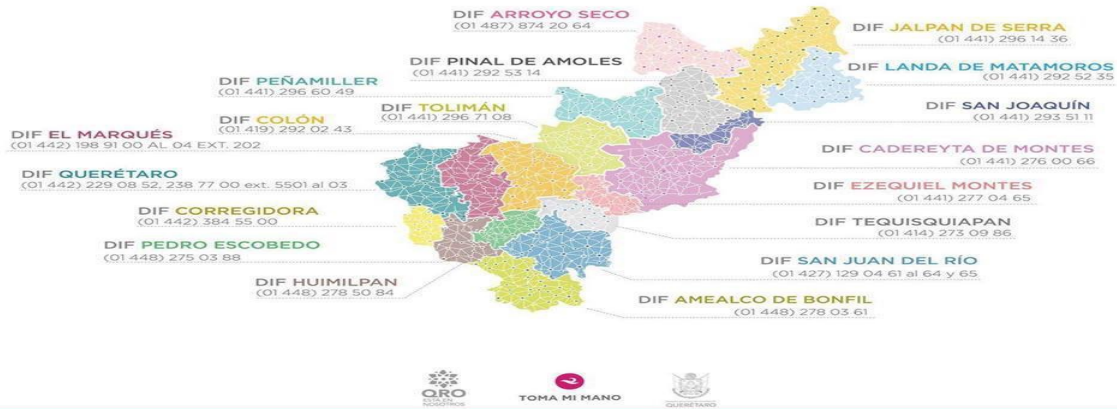 DIF ARROYO SECO
(01 487) 874 20 64
DIF JALPAN DE SERRA
(01 441) 296 14 36
DIF PINAL DE AMOLES
(01 441) 292 53 14
DIF LANDA DE MATAMOROS
(01 441) 292 52 35
DIF PEÑAMILLER
(01 441) 296 60 49
DIF TOLIMÁN
(01 441) 296 71 08
DIF SAN JOAQUÍN
(01 441) 293 51 11
DIF COLÓN
(01 419) 292 02 43
DIF EL MARQUÉS
(01 442) 198 91 00 AL 04 EXT. 202
DIF CADEREYTA DE MONTES
(01 441) 276 00 66
DIF QUERÉTARO
(01 442) 229 08 52, 238 77 00 ext. 5501 al 03
DIF EZEQUIEL MONTES
(01 441) 277 04 65
DIF CORREGIDORA
(01 442) 384 55 00
DIF TEQUISQUIAPAN
(01 414) 273 09 86
DIF PEDRO ESCOBEDO
(01 448) 275 03 88
DIF SAN JUAN DEL RÍO
(01 427) 129 04 61 al 64 y 65
DIF HUIMILPAN
(01 448) 278 50 84
DIF AMEALCO DE BONFIL
(01 448) 278 03 61
QRO
ESTÁ EN
NOSOTROS
TOMA MI MANO
QUERÉTARO